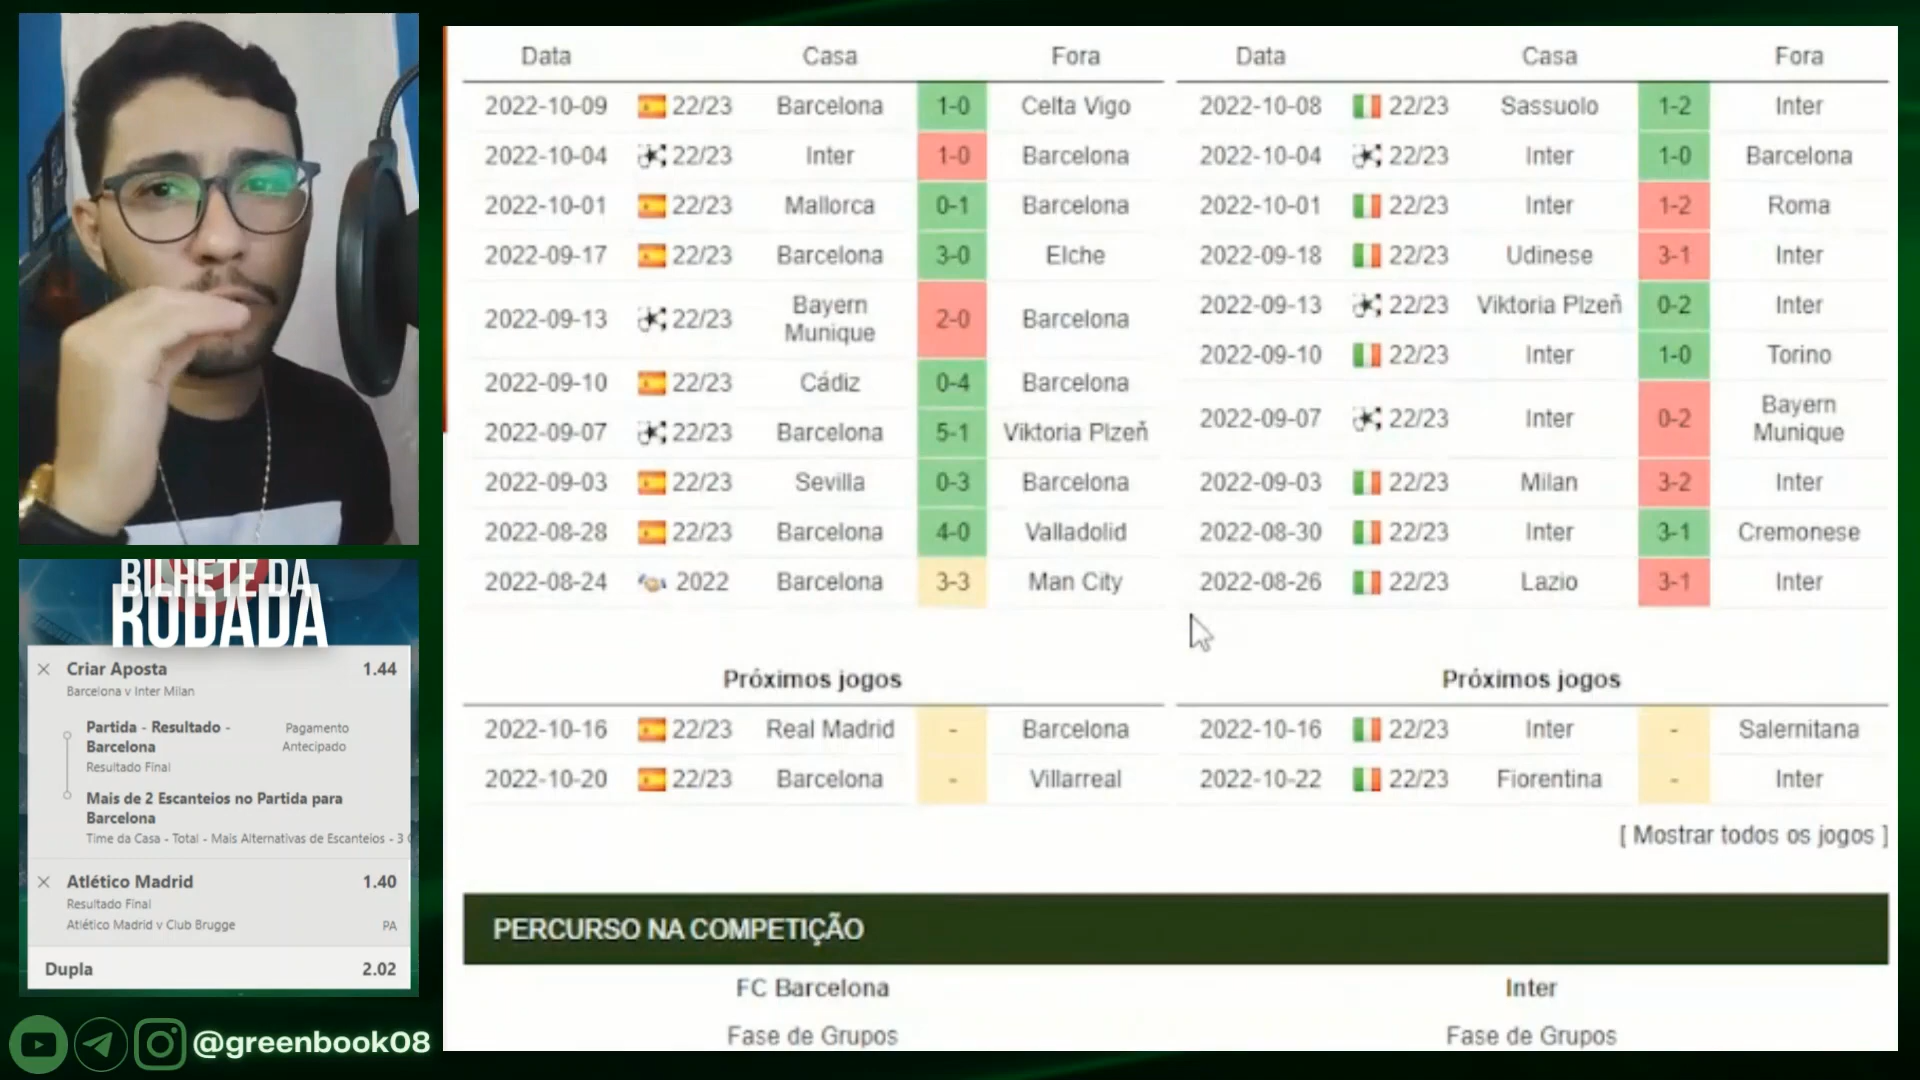 Data Casa Fora
2022-10-09 22/23 Barcelona 1-0 Celta Vigo
2022-10-04 22/23 Inter 1-0 Barcelona
2022-10-01 22/23 Mallorca 0-1 Barcelona
2022-09-17 22/23 Barcelona 3-0 Elche
2022-09-13 22/23 Bayern Munique 2-0 Barcelona
2022-09-10 22/23 Cádiz 0-4 Barcelona
2022-09-07 22/23 Barcelona 5-1 Viktoria Plzeň
2022-09-03 22/23 Sevilla 0-3 Barcelona
2022-08-28 22/23 Barcelona 4-0 Valladolid
2022-08-24 2022 Barcelona 3-3 Man City
Próximos jogos
2022-10-16 22/23 Real Madrid - Barcelona
2022-10-20 22/23 Barcelona - Villarreal
Data Casa Fora
2022-10-08 22/23 Sassuolo 1-2 Inter
2022-10-04 22/23 Inter 1-0 Barcelona
2022-10-01 22/23 Inter 1-2 Roma
2022-09-18 22/23 Udinese 3-1 Inter
2022-09-13 22/23 Viktoria Plzeň 0-2 Inter
2022-09-10 22/23 Inter 1-0 Torino
2022-09-07 22/23 Inter 0-2 Bayern Munique
2022-09-03 22/23 Milan 3-2 Inter
2022-08-30 22/23 Inter 3-1 Cremonese
2022-08-26 22/23 Lazio 3-1 Inter
Próximos jogos
2022-10-16 22/23 Inter - Salernitana
2022-10-22 22/23 Fiorentina - Inter
[ Mostrar todos os jogos ]
PERCURSO NA COMPETIÇÃO
FC Barcelona Inter
Fase de Grupos Fase de Grupos
BILHETE DA
RODADA
Criar Aposta 1.44
Barcelona v Inter Milan
Partida - Resultado - Pagamento
Barcelona Antecipado
Resultado Final
Mais de 2 Escanteios no Partida para
Barcelona
Time da Casa - Total - Mais Alternativas de Escanteios - 3
Atlético Madrid 1.40
Resultado Final
Atlético Madrid v Club Brugge PA
Dupla 2.02
@greenbook08